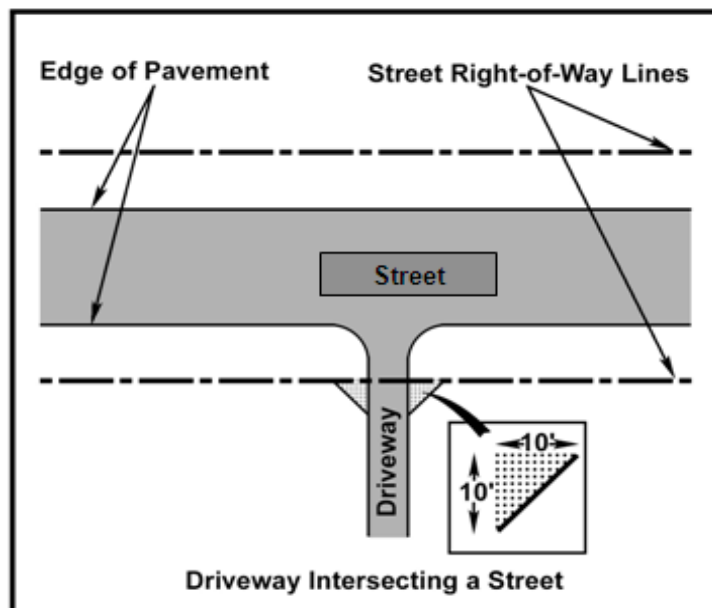 Edge of Pavement
Street Right-of-Way Lines
Street
Driveway
10'
10'
Driveway Intersecting a Street